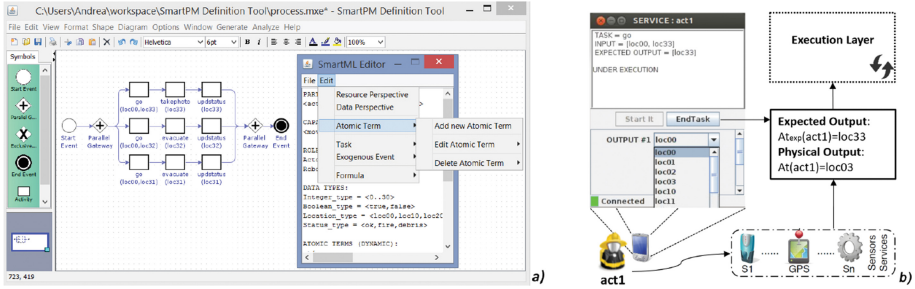 C:\Users\Andrea\workspace\SmartPM Definition Tool\process.mxe* - SmartPM Definition Tool
File Edit View Format Shape Diagram Options Window Generate Analyze Help
Helvetica 6pt B I 100%
Symbols
Start Event
Parallel G...
Exclusive...
End Event
Activity
Start
Event
Parallel
Gateway
go
(loc00,loc33)
takephoto
(loc33)
updstatus
(loc33)
go
(loc00,loc32)
evacuate
(loc32)
updstatus
(loc32)
go
(loc00,loc31)
evacuate
(loc31)
updstatus
(loc31)
Parallel
Gateway
End
Event
SmartML Editor
File Edit
Resource Perspective
Data Perspective
Atomic Term
Task
Exogenous Event
Formula
Add new Atomic Term
Edit Atomic Term
Delete Atomic Term
DATA TYPES:
Integer_type = <0..30>
Boolean_type = <true,false>
Location_type = <loc00,loc10,loc20
Status_type = <ok,fire,debris>
ATOMIC TERMS (DYNAMIC):
723, 419
a)
SERVICE : act1
TASK = go
INPUT = [loc00, loc33]
EXPECTED OUTPUT = [loc33]
UNDER EXECUTION
Start It EndTask
OUTPUT #1 loc00
loc00
loc01
loc02
loc03
loc10
loc11
Connected
act1
Execution Layer
Expected Output:
Atexp(act1)=loc33
Physical Output:
At(act1)=loc03
S1 GPS Sn
Sensors
Services
b)